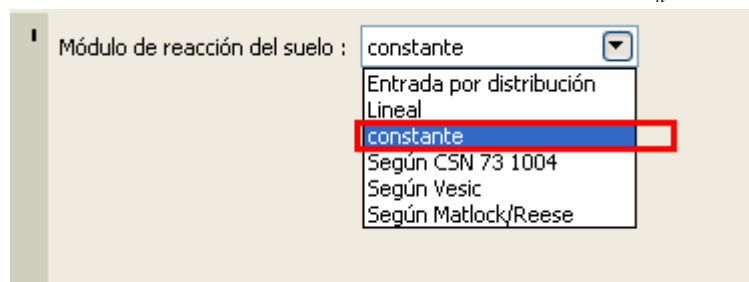 Módulo de reacción del suelo : constante
Entrada por distribución
Lineal
constante
Según CSN 73 1004
Según Vesic
Según Matlock/Reese